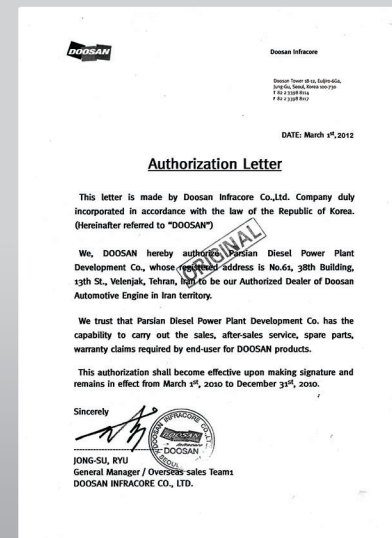 DOOSAN
Doosan Infracore
Doosan Tower 18-12, Euljiro-6Ga,
Jung-Gu, Seoul, Korea 100-730
T 82 2 3398 8114
F 82 2 3398 8117
DATE: March 1st,2012
Authorization Letter
This letter is made by Doosan Infracore Co.,Ltd. Company duly
incorporated in accordance with the law of the Republic of Korea.
(Hereinafter referred to "DOOSAN")
ORIGINAL
We, DOOSAN hereby authorize Parsian Diesel Power Plant
Development Co., whose registered address is No.61, 38th Building,
13th St., Velenjak, Tehran, Iran to be our Authorized Dealer of Doosan
Automotive Engine in Iran territory.
We trust that Parsian Diesel Power Plant Development Co. has the
capability to carry out the sales, after-sales service, spare parts,
warranty claims required by end-user for DOOSAN products.
This authorization shall become effective upon making signature and
remains in effect from March 1st, 2010 to December 31st, 2010.
Sincerely
DOOSAN INFRACORE CO., LTD.
DOOSAN
SEOUL
JONG-SU, RYU
General Manager / Overseas sales Team1
DOOSAN INFRACORE CO., LTD.